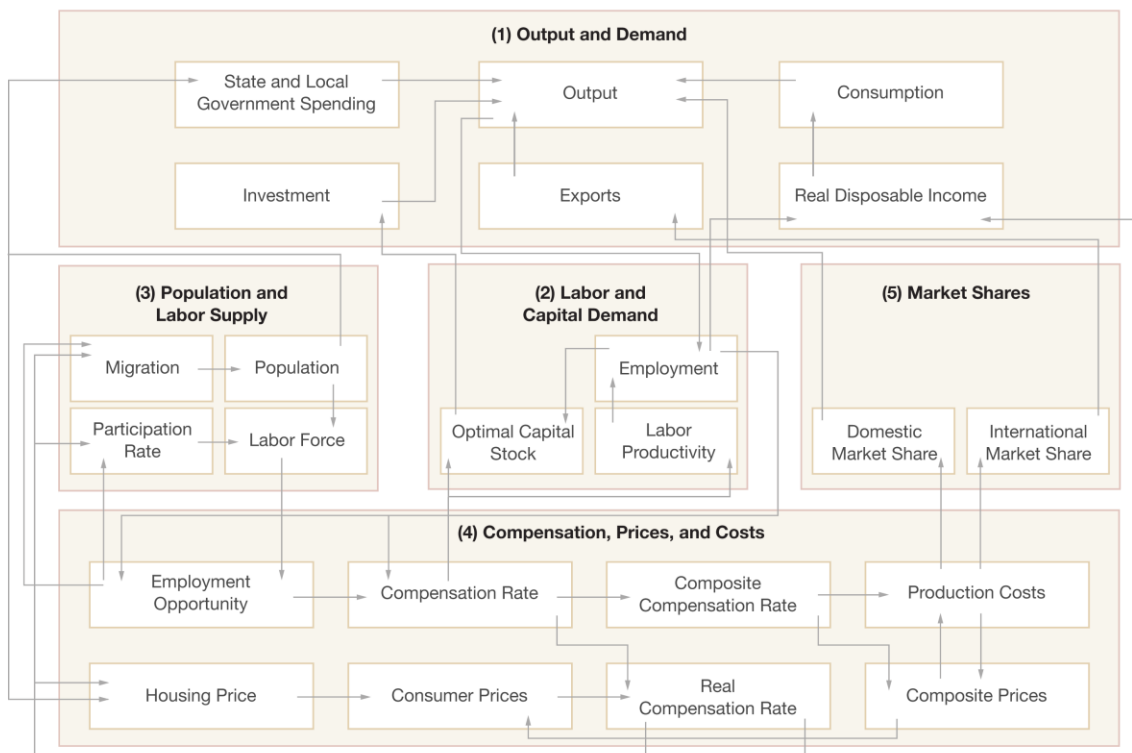 (1) Output and Demand
State and Local
Government Spending
Output
Consumption
Investment
Exports
Real Disposable Income
(3) Population and
Labor Supply
Migration
Population
Participation
Rate
Labor Force
(2) Labor and
Capital Demand
Employment
Optimal Capital
Stock
Labor
Productivity
(5) Market Shares
Domestic
Market Share
International
Market Share
(4) Compensation, Prices, and Costs
Employment
Opportunity
Compensation Rate
Composite
Compensation Rate
Production Costs
Housing Price
Consumer Prices
Real
Compensation Rate
Composite Prices